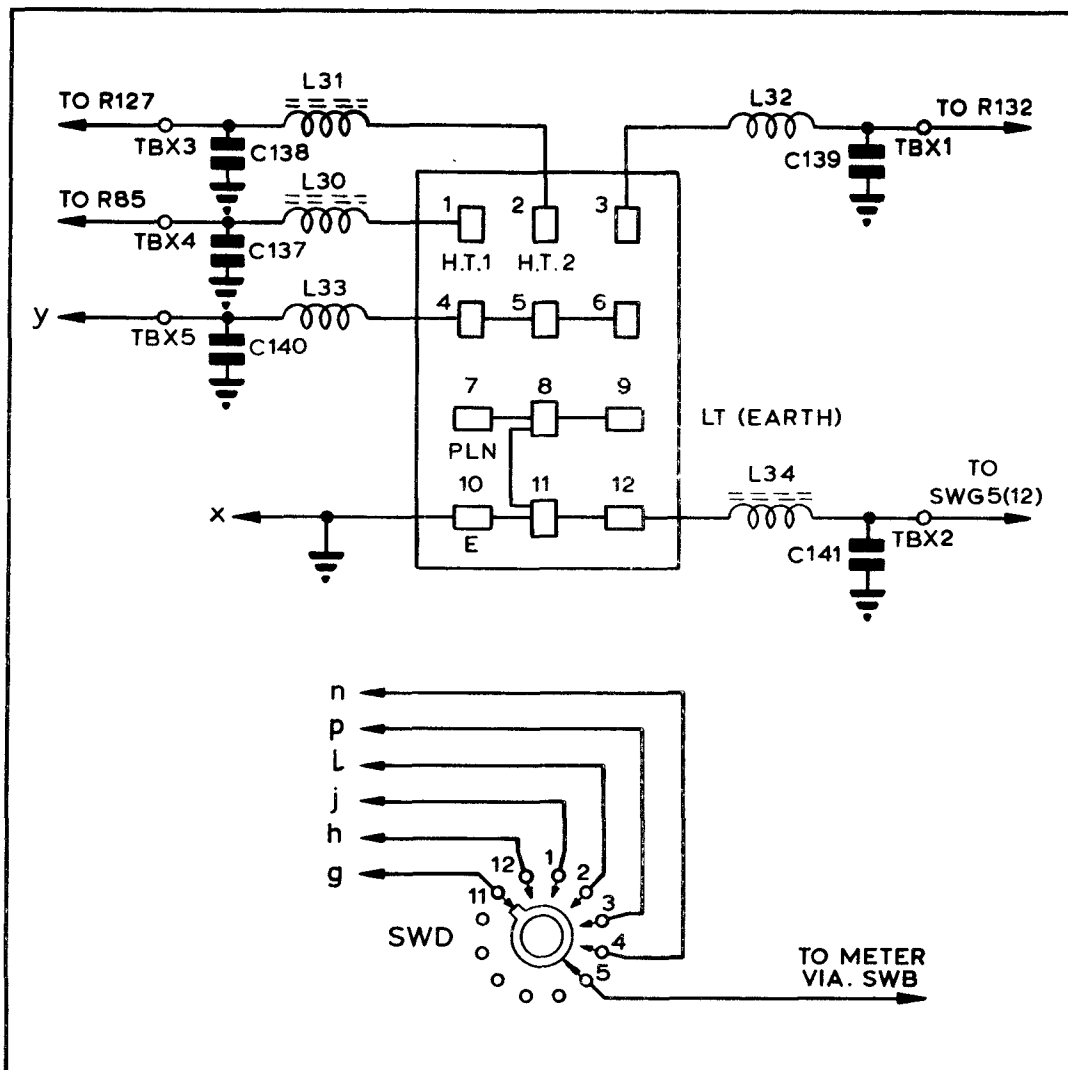 L31
L32
TO R127
TO R132
TBX3
C138
C139
TBX1
TO R85
L30
1
2
3
TBX4
C137
H.T.1
H.T.2
L33
4
5
6
y
TBX5
C140
7
8
9
LT (EARTH)
PLN
10
11
12
L34
TO
SWG5(12)
x
E
C141
TBX2
n
p
l
j
h
g
11
12
1
2
3
4
5
SWD
TO METER
VIA. SWB